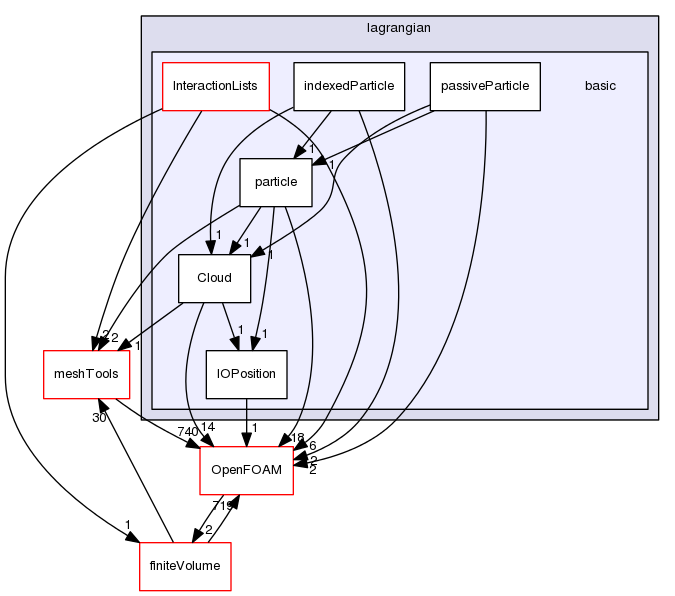 lagrangian
InteractionLists
indexedParticle
passiveParticle
basic
1
1
particle
1
1
1
Cloud
1
1
2
2
1
meshTools
IOPosition
30
740
14
1
18
6
2
2
OpenFOAM
719
1
2
finiteVolume